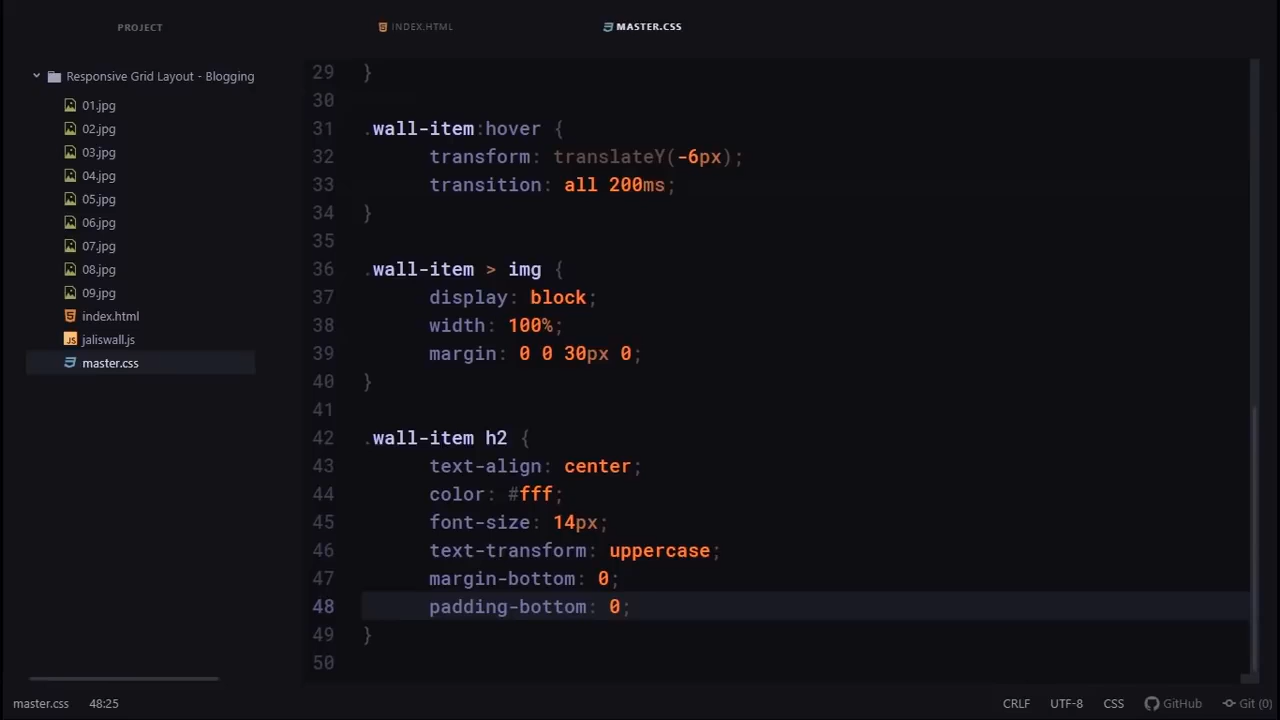 PROJECT
INDEX.HTML
MASTER.CSS
Responsive Grid Layout - Blogging
01.jpg
02.jpg
03.jpg
04.jpg
05.jpg
06.jpg
07.jpg
08.jpg
09.jpg
index.html
JS jaliswall.js
master.css
29 }
30
31 .wall-item:hover {
32 transform: translateY(-6px);
33 transition: all 200ms;
34 }
35
36 .wall-item > img {
37 display: block;
38 width: 100%;
39 margin: 0 0 30px 0;
40 }
41
42 .wall-item h2 {
43 text-align: center;
44 color: #fff;
45 font-size: 14px;
46 text-transform: uppercase;
47 margin-bottom: 0;
48 padding-bottom: 0;
49 }
50
master.css 48:25 CRLF UTF-8 CSS GitHub Git (0)